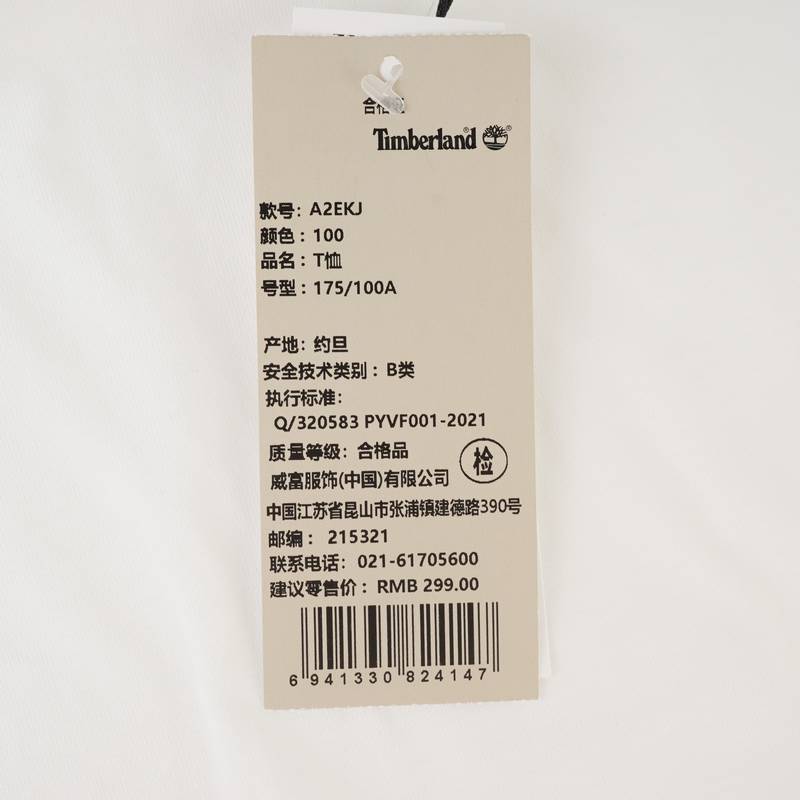 合格
Timberland
款号：A2EKJ
颜色：100
品名：T恤
号型：175/100A
产地：约旦
安全技术类别：B类
执行标准：
Q/320583 PYVF001-2021
质量等级：合格品
检
威富服饰(中国)有限公司
中国江苏省昆山市张浦镇建德路390号
邮编：215321
联系电话：021-61705600
建议零售价：RMB 299.00
6 941330 824147